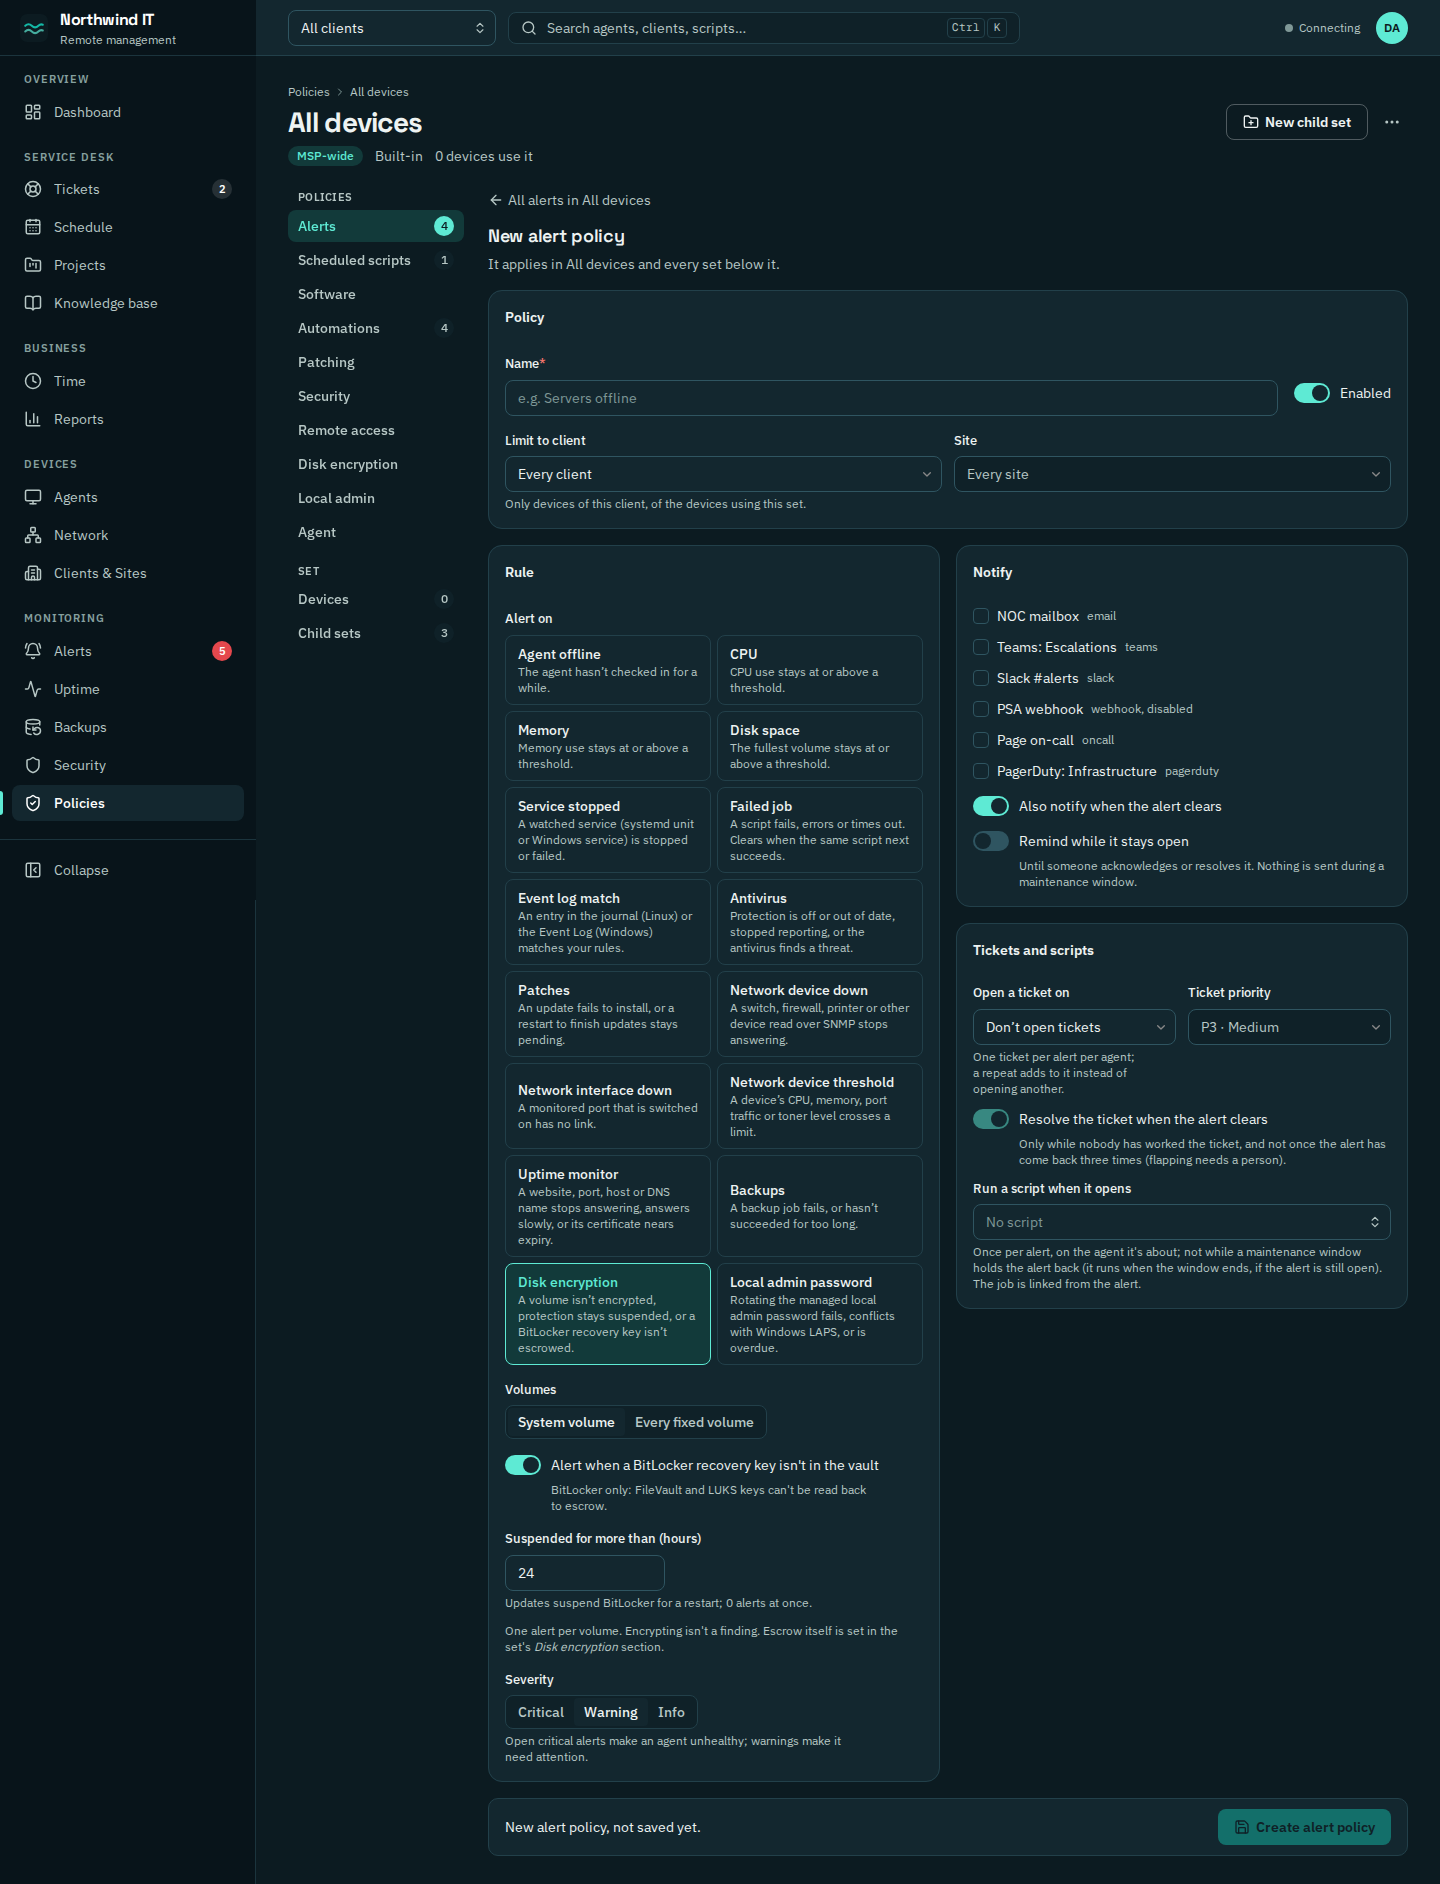 Northwind IT
Remote management
All clients
Search agents, clients, scripts…
Ctrl K
Connecting
DA
OVERVIEW
Dashboard
SERVICE DESK
Tickets 2
Schedule
Projects
Knowledge base
BUSINESS
Time
Reports
DEVICES
Agents
Network
Clients & Sites
MONITORING
Alerts 5
Uptime
Backups
Security
Policies
Collapse
Policies > All devices
All devices
New child set
MSP-wide Built-in 0 devices use it
POLICIES
Alerts 4
Scheduled scripts 1
Software
Automations 4
Patching
Security
Remote access
Disk encryption
Local admin
Agent
SET
Devices 0
Child sets 3
All alerts in All devices
New alert policy
It applies in All devices and every set below it.
Policy
Name*
e.g. Servers offline
Enabled
Limit to client
Every client
Only devices of this client, of the devices using this set.
Site
Every site
Rule
Alert on
Agent offline
The agent hasn’t checked in for a
while.
CPU
CPU use stays at or above a
threshold.
Memory
Memory use stays at or above a
threshold.
Disk space
The fullest volume stays at or
above a threshold.
Service stopped
A watched service (systemd unit
or Windows service) is stopped
or failed.
Failed job
A script fails, errors or times out.
Clears when the same script next
succeeds.
Event log match
An entry in the journal (Linux) or
the Event Log (Windows)
matches your rules.
Antivirus
Protection is off or out of date,
stopped reporting, or the
antivirus finds a threat.
Patches
An update fails to install, or a
restart to finish updates stays
pending.
Network device down
A switch, firewall, printer or other
device read over SNMP stops
answering.
Network interface down
A monitored port that is switched
on has no link.
Network device threshold
A device’s CPU, memory, port
traffic or toner level crosses a
limit.
Uptime monitor
A website, port, host or DNS
name stops answering, answers
slowly, or its certificate nears
expiry.
Backups
A backup job fails, or hasn’t
succeeded for too long.
Disk encryption
A volume isn’t encrypted,
protection stays suspended, or a
BitLocker recovery key isn’t
escrowed.
Local admin password
Rotating the managed local
admin password fails, conflicts
with Windows LAPS, or is
overdue.
Volumes
System volume Every fixed volume
Alert when a BitLocker recovery key isn't in the vault
BitLocker only: FileVault and LUKS keys can't be read back
to escrow.
Suspended for more than (hours)
24
Updates suspend BitLocker for a restart; 0 alerts at once.
One alert per volume. Encrypting isn't a finding. Escrow itself is set in the
set's Disk encryption section.
Severity
Critical Warning Info
Open critical alerts make an agent unhealthy; warnings make it
need attention.
Notify
NOC mailbox email
Teams: Escalations teams
Slack #alerts slack
PSA webhook webhook, disabled
Page on-call oncall
PagerDuty: Infrastructure pagerduty
Also notify when the alert clears
Remind while it stays open
Until someone acknowledges or resolves it. Nothing is sent during a
maintenance window.
Tickets and scripts
Open a ticket on
Don’t open tickets
One ticket per alert per agent;
a repeat adds to it instead of
opening another.
Ticket priority
P3 · Medium
Resolve the ticket when the alert clears
Only while nobody has worked the ticket, and not once the alert has
come back three times (flapping needs a person).
Run a script when it opens
No script
Once per alert, on the agent it's about; not while a maintenance window
holds the alert back (it runs when the window ends, if the alert is still open).
The job is linked from the alert.
New alert policy, not saved yet.
Create alert policy